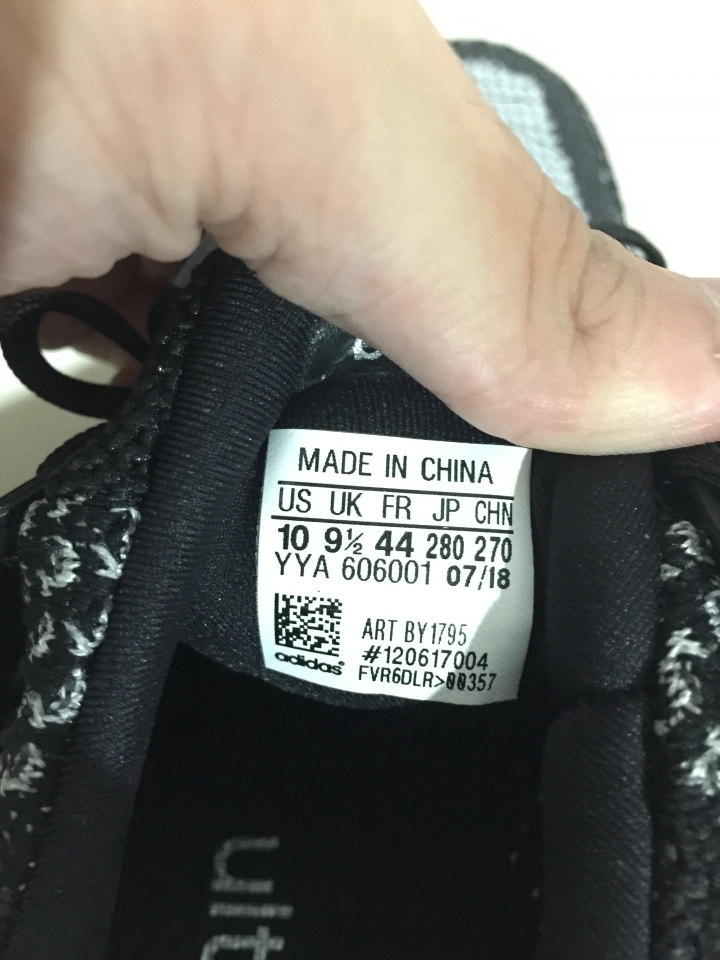 MADE IN CHINA
US UK FR JP CHN
10 9½ 44 280 270
YYA 606001 07/18
ART BY1795
#120617004
adidas®
FVR6DLR>00357
ult